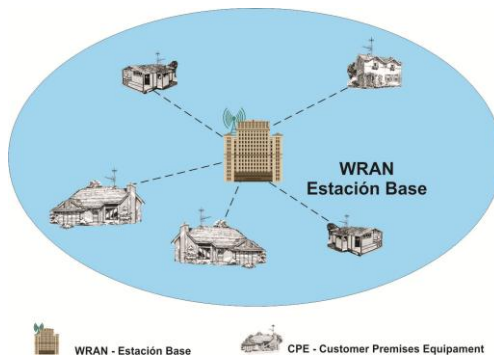 WRAN
Estación Base
WRAN - Estación Base
CPE - Customer Premises Equipament